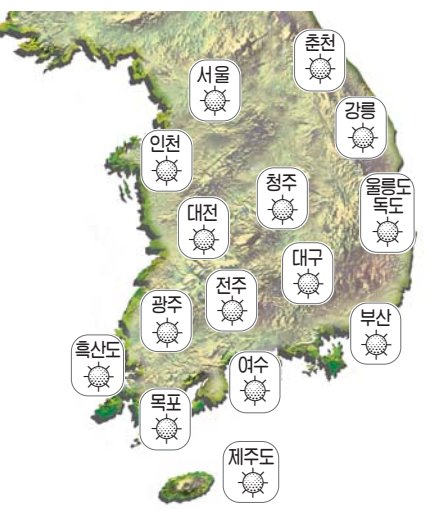 춘천
서울
강릉
인천
청주
울릉도
독도
대전
대구
전주
광주
부산
흑산도
여수
목포
제주도